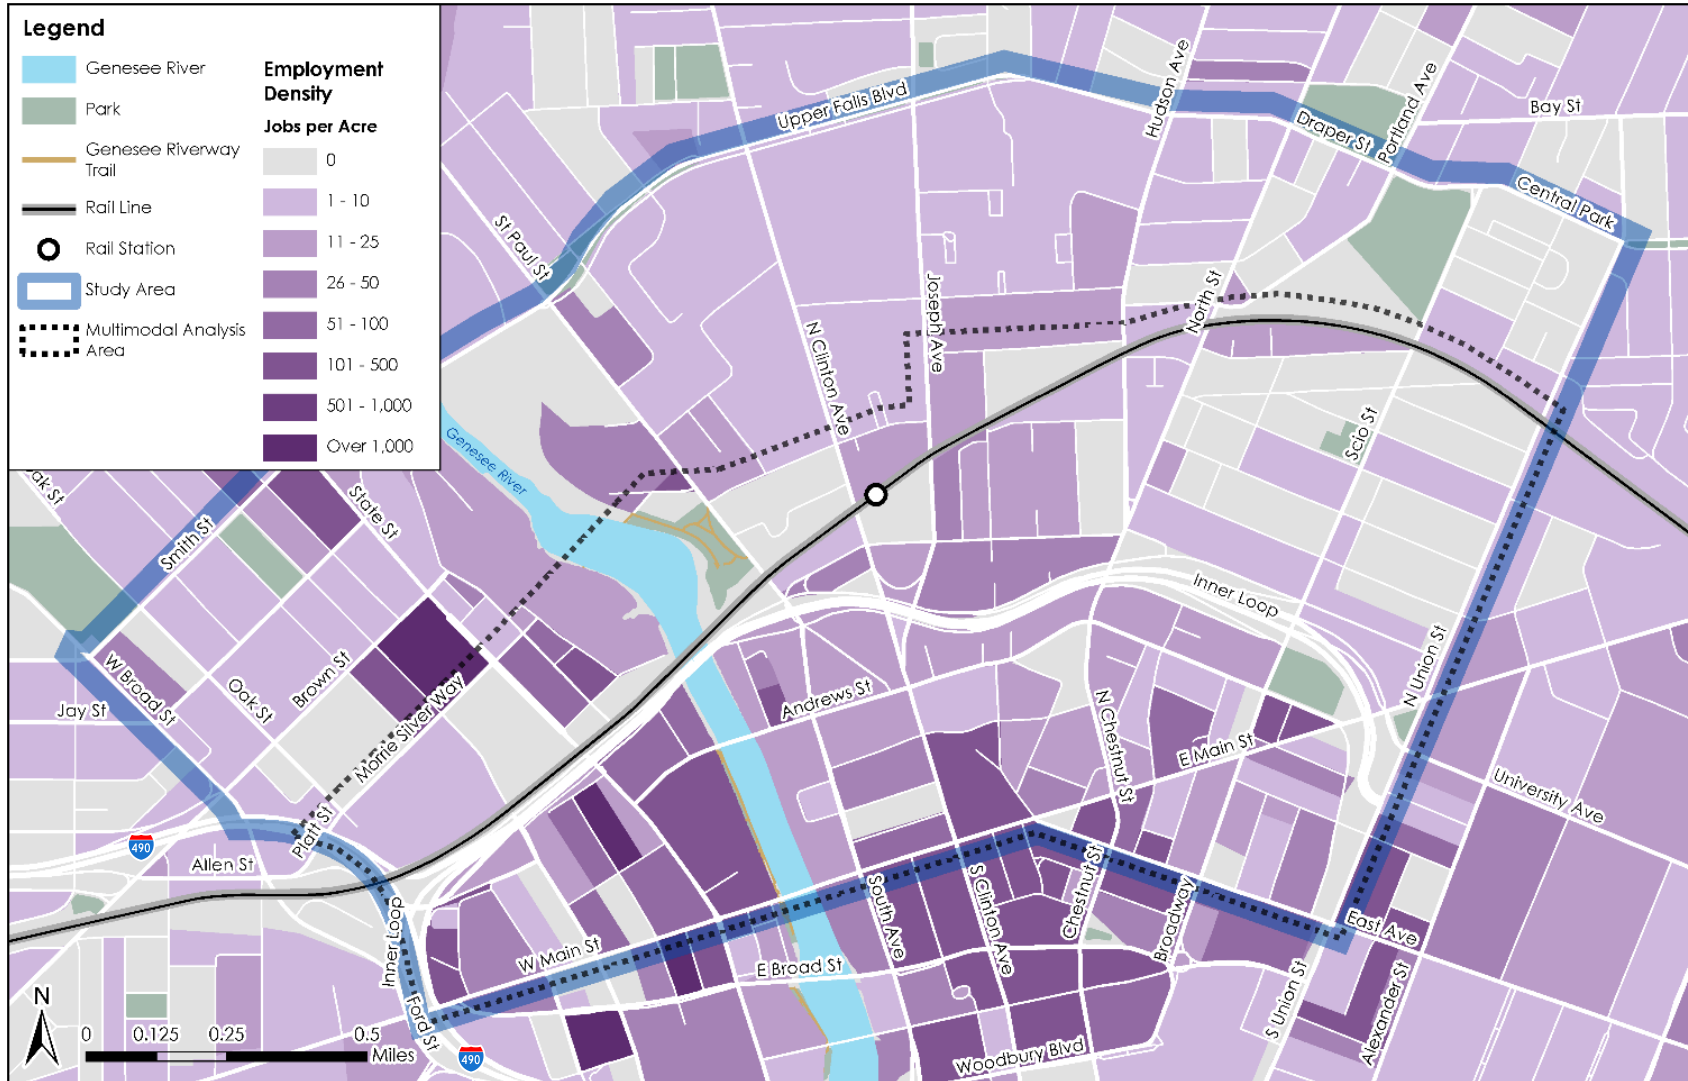 Legend
Genesee River
Park
Genesee Riverway
Trail
Rail Line
Rail Station
Study Area
Multimodal Analysis
Area
Employment
Density
Jobs per Acre
0
1 - 10
11 - 25
26 - 50
51 - 100
101 - 500
501 - 1,000
Over 1,000
Upper Falls Blvd
Hudson Ave
Portland Ave
Bay St
Draper St
Central Park
St Paul St
Joseph Ave
North St
N Clinton Ave
Scio St
Genesee River
State St
Smith St
Inner Loop
N Union St
W Broad St
Oak St
Brown St
Jay St
Morrie Silver Way
Andrews St
N Chestnut St
E Main St
University Ave
Platt St
490
Allen St
Inner Loop
W Main St
E Broad St
South Ave
S Clinton Ave
Chestnut St
Broadway
East Ave
S Union St
Alexander St
Ford St
490
Woodbury Blvd
N
0 0.125 0.25 0.5
Miles